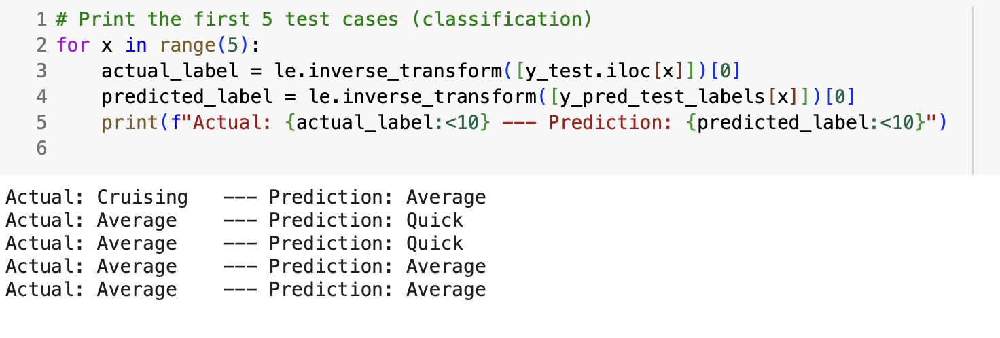 1 # Print the first 5 test cases (classification)
2 for x in range(5):
3     actual_label = le.inverse_transform([y_test.iloc[x]])[0]
4     predicted_label = le.inverse_transform([y_pred_test_labels[x]])[0]
5     print(f"Actual: {actual_label:<10} --- Prediction: {predicted_label:<10}")
6
Actual: Cruising   --- Prediction: Average
Actual: Average    --- Prediction: Quick
Actual: Average    --- Prediction: Quick
Actual: Average    --- Prediction: Average
Actual: Average    --- Prediction: Average